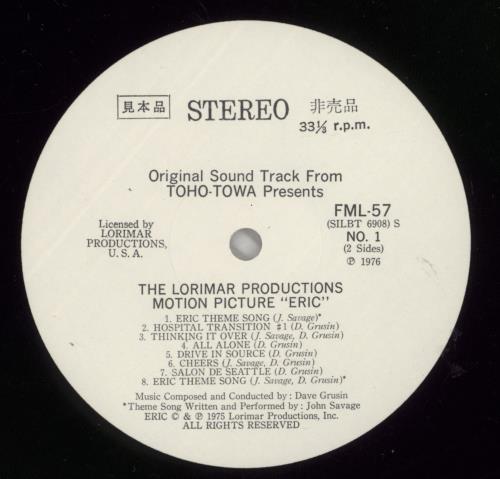 見本品 STEREO 非売品
33⅓ r.p.m.
Original Sound Track From
TOHO-TOWA Presents
FML-57
(SILBT 6908) S
NO. 1
(2 Sides)
℗ 1976
Licensed by
LORIMAR
PRODUCTIONS,
U. S. A.
THE LORIMAR PRODUCTIONS
MOTION PICTURE "ERIC"
1. ERIC THEME SONG (J. Savage)*
2. HOSPITAL TRANSITION #1 (D. Grusin)
3. THINKING IT OVER (J. Savage, D. Grusin)
4. ALL ALONE (D. Grusin)
5. DRIVE IN SOURCE (D. Grusin)
6. CHEERS (J. Savage, D. Grusin)
7. SALON DE SEATTLE (D. Grusin)
8. ERIC THEME SONG (J. Savage, D. Grusin)*
Music Composed and Conducted by : Dave Grusin
*Theme Song Written and Performed by : John Savage
ERIC © & ℗ 1975 Lorimar Productions, Inc.
ALL RIGHTS RESERVED